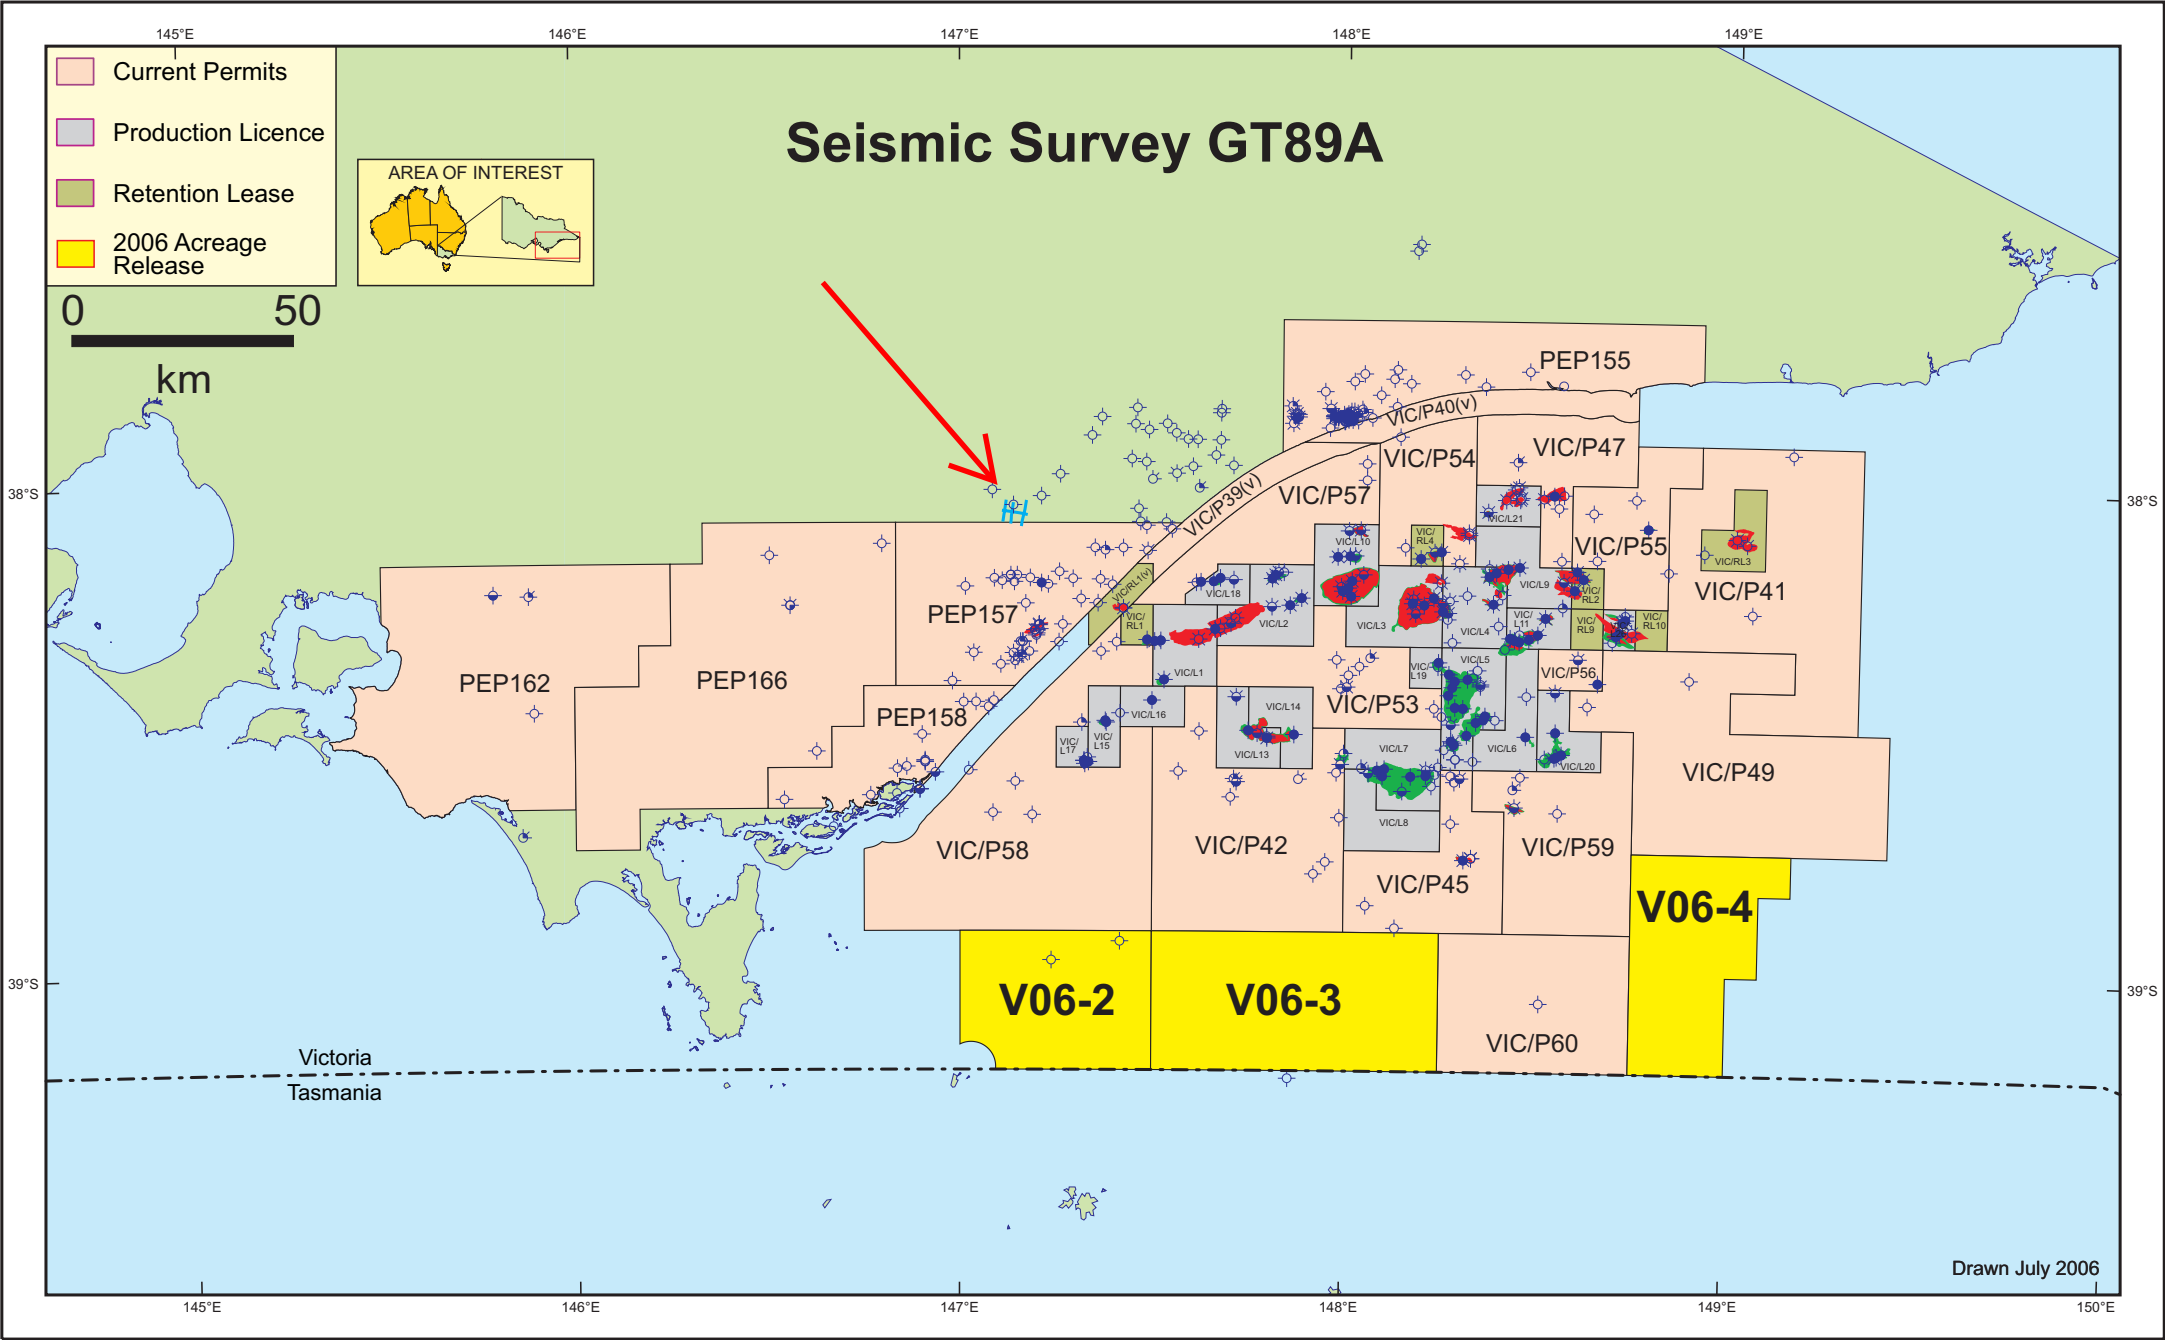 145°E
146°E
147°E
148°E
149°E
Current Permits
Production Licence
Retention Lease
2006 Acreage
Release
AREA OF INTEREST
Seismic Survey GT89A
0
50
km
PEP155
VIC/P40(v)
VIC/P47
VIC/P54
VIC/P57
VIC/P39(v)
38°S
38°S
VIC/L21
VIC/L10
VIC/
RL4
VIC/P55
VIC/RL3
VIC/P41
VIC/RL1(v)
VIC/L18
VIC/L9
VIC/
RL2
PEP157
VIC/
RL1
VIC/L2
VIC/L3
VIC/L4
VIC/
L11
VIC/
RL9
VIC/
RL10
PEP162
PEP166
VIC/L1
VIC/
L19
VIC/L5
VIC/P56
VIC/P53
PEP158
VIC/L16
VIC/L14
VIC/
L17
VIC/
L15
VIC/L13
VIC/L7
VIC/L6
VIC/L20
VIC/P49
VIC/L8
VIC/P58
VIC/P42
VIC/P59
VIC/P45
V06-4
39°S
39°S
V06-2
V06-3
VIC/P60
Victoria
Tasmania
Drawn July 2006
145°E
146°E
147°E
148°E
149°E
150°E